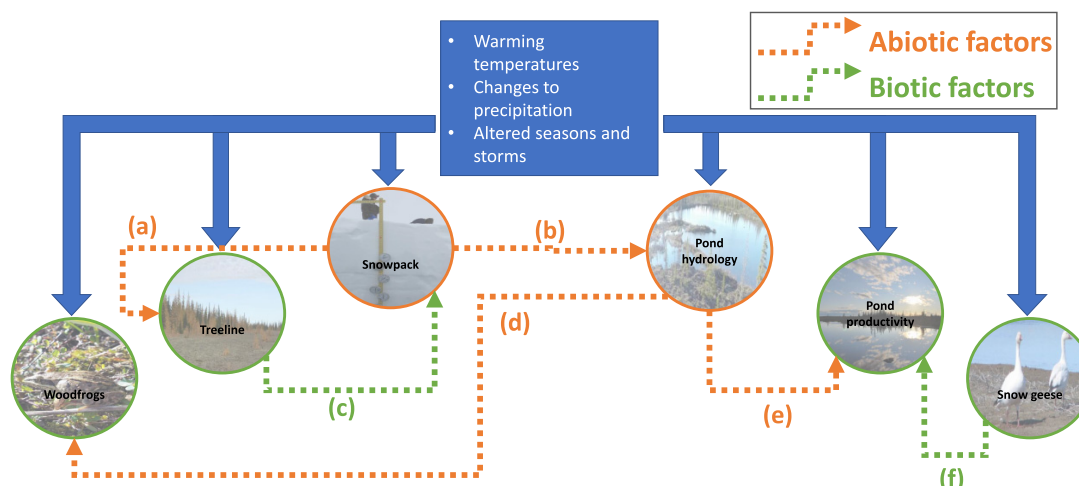 • Warming
temperatures
• Changes to
precipitation
• Altered seasons and
storms
Abiotic factors
Biotic factors
(a)
(b)
Snowpack
Pond
hydrology
Treeline
(d)
Pond
productivity
Woodfrogs
Snow geese
(c)
(e)
(f)